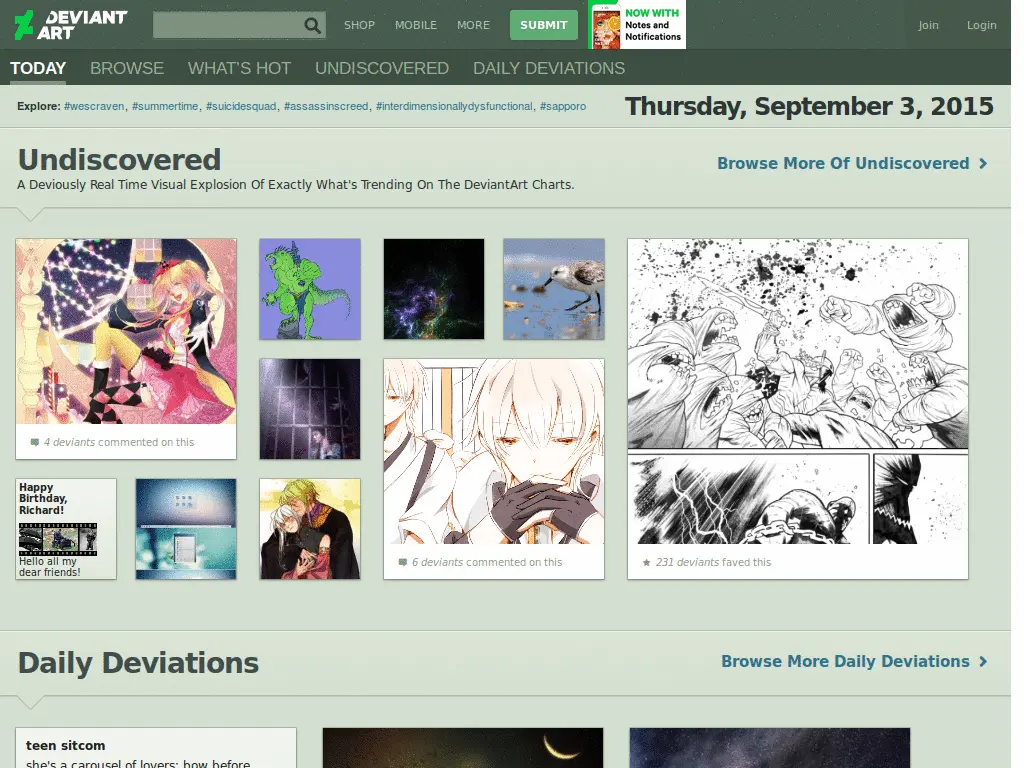 DEVIANT ART
SHOP MOBILE MORE SUBMIT
NOW WITH
Notes and
Notifications
Join Login
TODAY BROWSE WHAT'S HOT UNDISCOVERED DAILY DEVIATIONS
Explore: #wescraven, #summertime, #suicidesquad, #assassinscreed, #interdimensionallydysfunctional, #sapporo
Thursday, September 3, 2015
Undiscovered
Browse More Of Undiscovered
A Deviously Real Time Visual Explosion Of Exactly What's Trending On The DeviantArt Charts.
4 deviants commented on this
Happy
Birthday,
Richard!
Hello all my
dear friends!
6 deviants commented on this
231 deviants faved this
Daily Deviations
Browse More Daily Deviations
teen sitcom
she's a carousel of lovers; how before